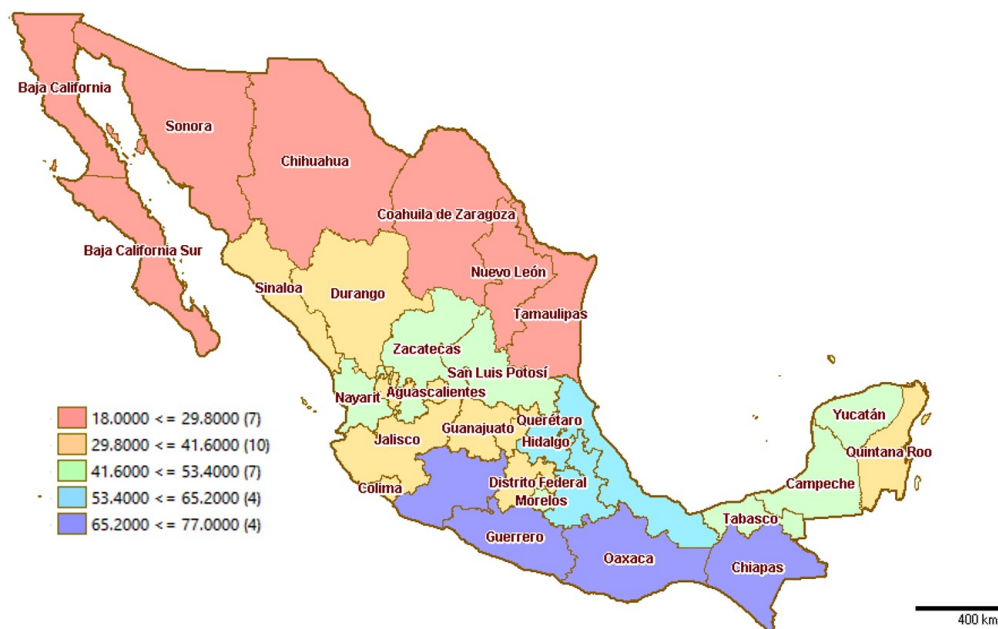 Baja California
Sonora
Chihuahua
Coahuila de Zaragoza
Baja California Sur
Nuevo León
Sinaloa
Durango
Tamaulipas
Zacatecas
San Luis Potosí
Nayarit
Aguascalientes
Querétaro
Yucatán
Guanajuato
Hidalgo
Jalisco
Quintana Roo
Colima
Distrito Federal
Campeche
Morelos
Tabasco
Guerrero
Oaxaca
Chiapas
18.0000 <= 29.8000 (7)
29.8000 <= 41.6000 (10)
41.6000 <= 53.4000 (7)
53.4000 <= 65.2000 (4)
65.2000 <= 77.0000 (4)
400 km